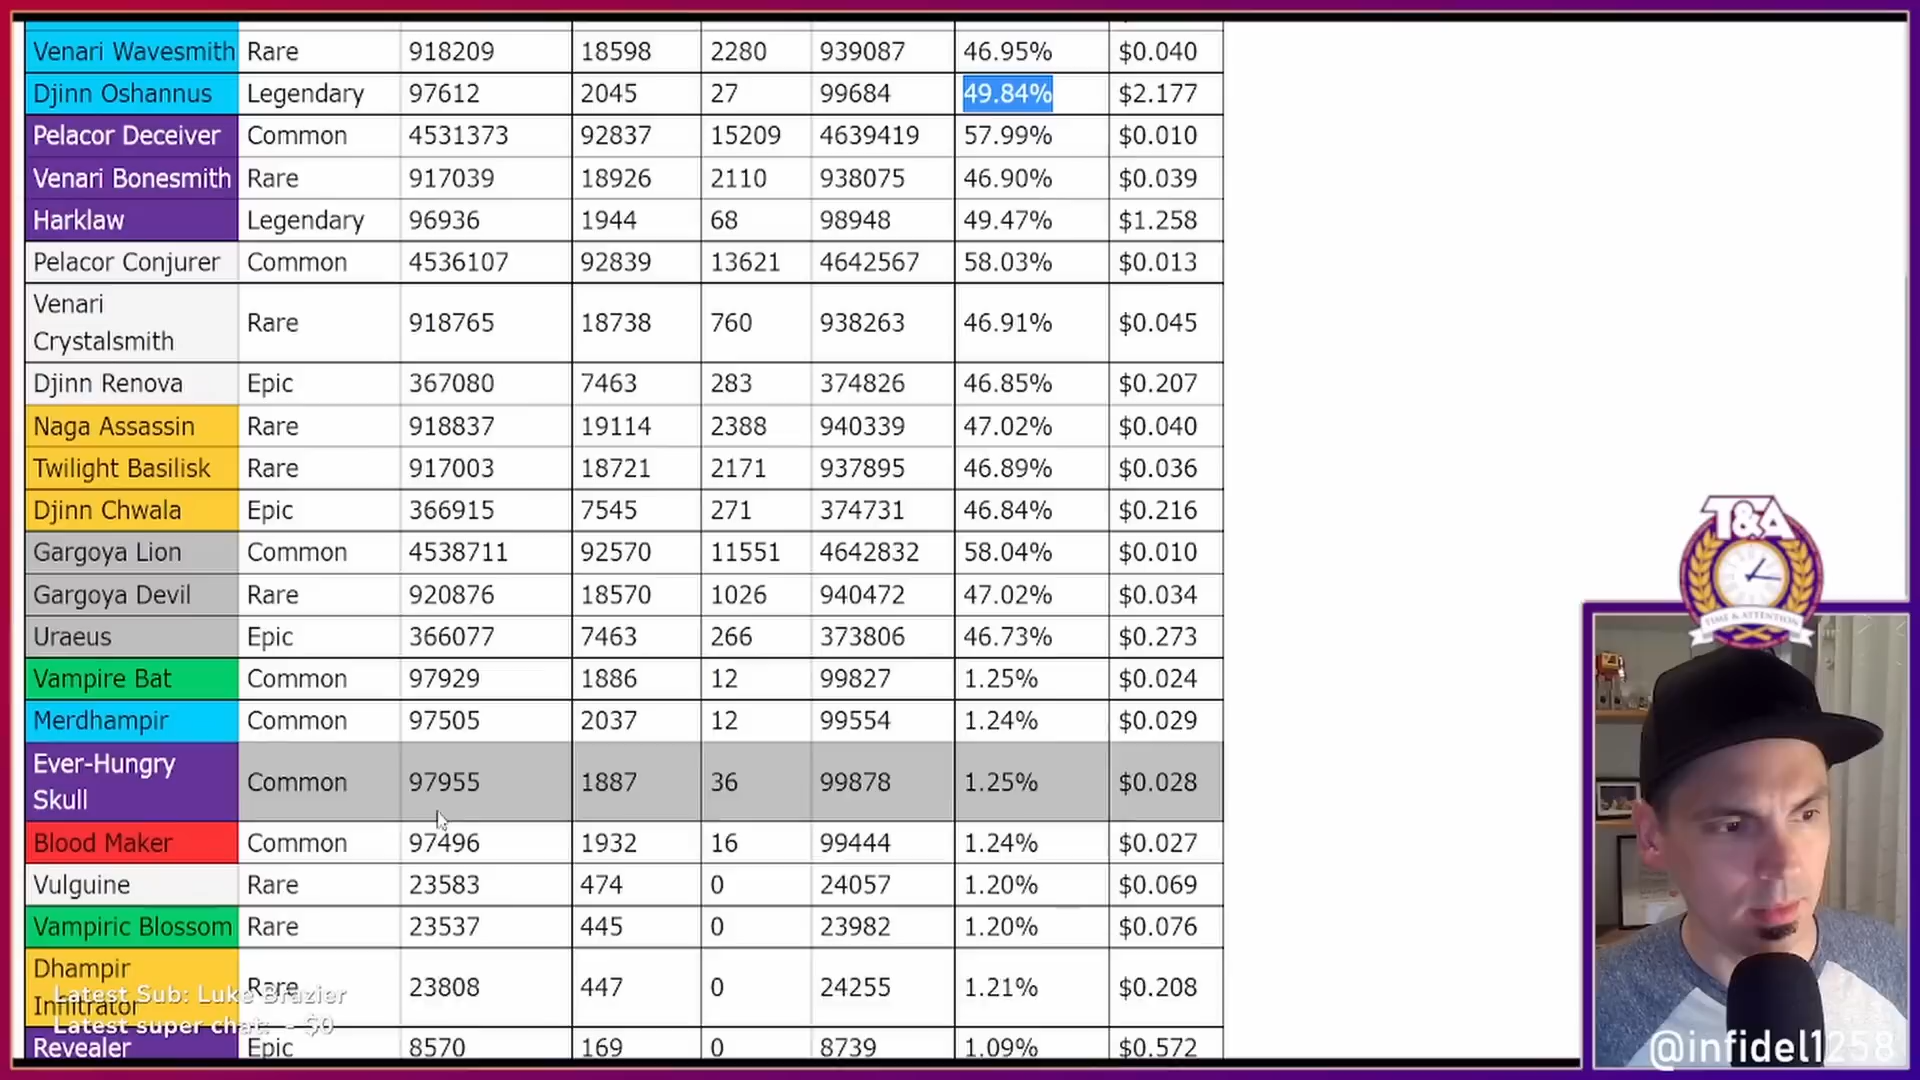 Venari Wavesmith Rare 918209 18598 2280 939087 46.95% $0.040
Djinn Oshannus Legendary 97612 2045 27 99684 49.84% $2.177
Pelacor Deceiver Common 4531373 92837 15209 4639419 57.99% $0.010
Venari Bonesmith Rare 917039 18926 2110 938075 46.90% $0.039
Harklaw Legendary 96936 1944 68 98948 49.47% $1.258
Pelacor Conjurer Common 4536107 92839 13621 4642567 58.03% $0.013
Venari
Crystalsmith Rare 918765 18738 760 938263 46.91% $0.045
Djinn Renova Epic 367080 7463 283 374826 46.85% $0.207
Naga Assassin Rare 918837 19114 2388 940339 47.02% $0.040
Twilight Basilisk Rare 917003 18721 2171 937895 46.89% $0.036
Djinn Chwala Epic 366915 7545 271 374731 46.84% $0.216
Gargoya Lion Common 4538711 92570 11551 4642832 58.04% $0.010
Gargoya Devil Rare 920876 18570 1026 940472 47.02% $0.034
Uraeus Epic 366077 7463 266 373806 46.73% $0.273
Vampire Bat Common 97929 1886 12 99827 1.25% $0.024
Merdhampir Common 97505 2037 12 99554 1.24% $0.029
Ever-Hungry
Skull Common 97955 1887 36 99878 1.25% $0.028
Blood Maker Common 97496 1932 16 99444 1.24% $0.027
Vulguine Rare 23583 474 0 24057 1.20% $0.069
Vampiric Blossom Rare 23537 445 0 23982 1.20% $0.076
Dhampir
Infiltrator Rare 23808 447 0 24255 1.21% $0.208
Revealer Epic 8570 169 0 8739 1.09% $0.572
Latest Sub: Luke Brazier
Latest super chat: - $0
T&A
TIME & ATTENTION
@infidel1258